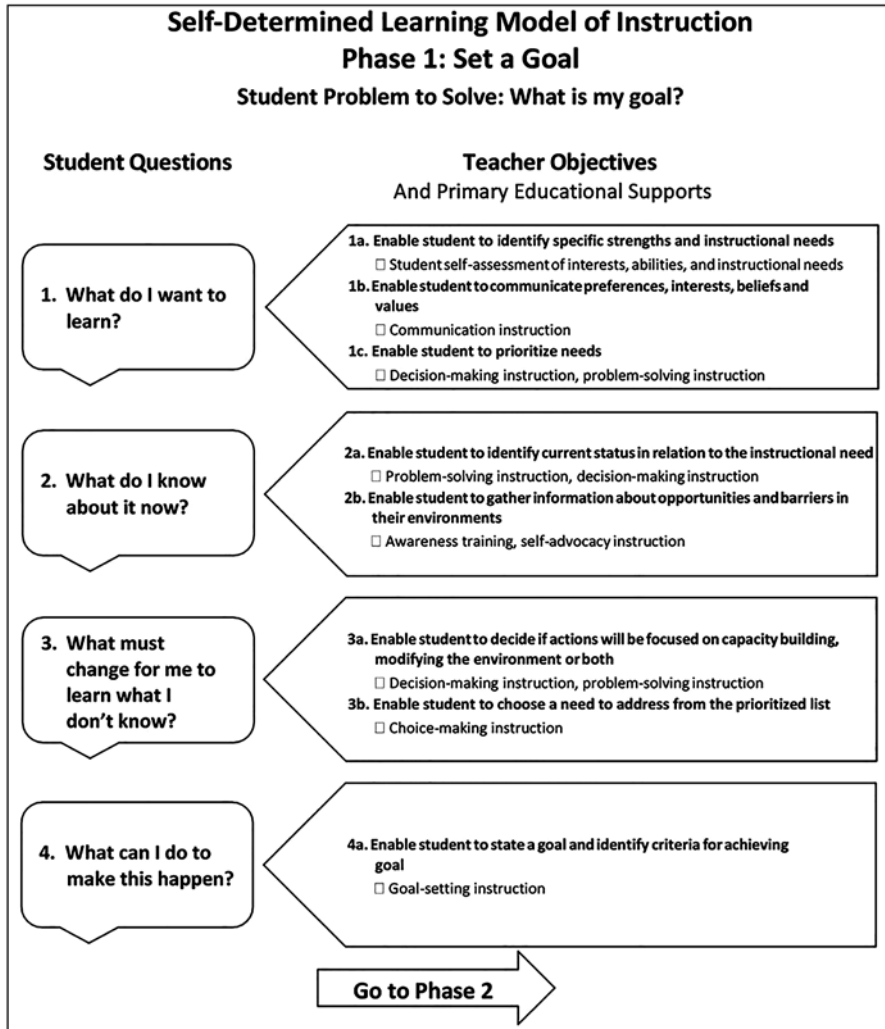 Self-Determined Learning Model of Instruction
Phase 1: Set a Goal
Student Problem to Solve: What is my goal?
Student Questions
Teacher Objectives
And Primary Educational Supports
1. What do I want to
learn?
1a. Enable student to identify specific strengths and instructional needs
☐ Student self-assessment of interests, abilities, and instructional needs
1b. Enable student to communicate preferences, interests, beliefs and
values
☐ Communication instruction
1c. Enable student to prioritize needs
☐ Decision-making instruction, problem-solving instruction
2. What do I know
about it now?
2a. Enable student to identify current status in relation to the instructional need
☐ Problem-solving instruction, decision-making instruction
2b. Enable student to gather information about opportunities and barriers in
their environments
☐ Awareness training, self-advocacy instruction
3. What must
change for me to
learn what I
don't know?
3a. Enable student to decide if actions will be focused on capacity building,
modifying the environment or both
☐ Decision-making instruction, problem-solving instruction
3b. Enable student to choose a need to address from the prioritized list
☐ Choice-making instruction
4. What can I do to
make this happen?
4a. Enable student to state a goal and identify criteria for achieving
goal
☐ Goal-setting instruction
Go to Phase 2